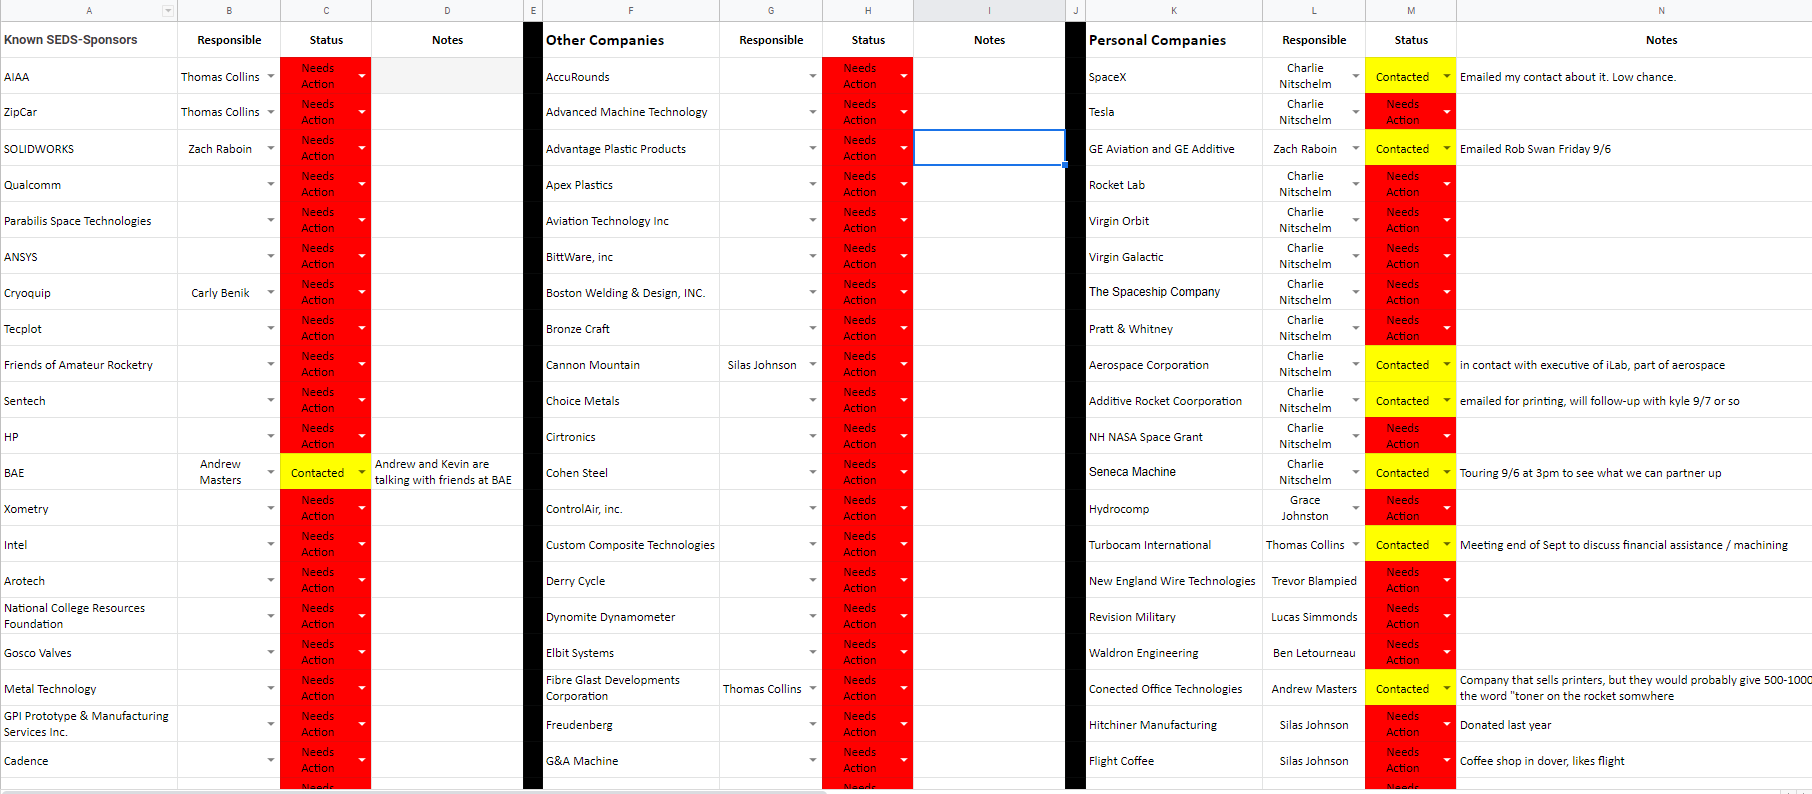 A B C D E F G H I J K L M N
Known SEDS-Sponsors Responsible Status Notes Other Companies Responsible Status Notes Personal Companies Responsible Status Notes
AIAA Thomas Collins Needs Action AccuRounds Needs Action SpaceX Charlie Nitschelm Contacted Emailed my contact about it. Low chance.
ZipCar Thomas Collins Needs Action Advanced Machine Technology Needs Action Tesla Charlie Nitschelm Needs Action
SOLIDWORKS Zach Raboin Needs Action Advantage Plastic Products Needs Action GE Aviation and GE Additive Zach Raboin Contacted Emailed Rob Swan Friday 9/6
Qualcomm Needs Action Apex Plastics Needs Action Rocket Lab Charlie Nitschelm Needs Action
Parabilis Space Technologies Needs Action Aviation Technology Inc Needs Action Virgin Orbit Charlie Nitschelm Needs Action
ANSYS Needs Action BittWare, inc Needs Action Virgin Galactic Charlie Nitschelm Needs Action
Cryoquip Carly Benik Needs Action Boston Welding & Design, INC. Needs Action The Spaceship Company Charlie Nitschelm Needs Action
Tecplot Needs Action Bronze Craft Needs Action Pratt & Whitney Charlie Nitschelm Needs Action
Friends of Amateur Rocketry Needs Action Cannon Mountain Silas Johnson Needs Action Aerospace Corporation Charlie Nitschelm Contacted in contact with executive of iLab, part of aerospace
Sentech Needs Action Choice Metals Needs Action Additive Rocket Coorporation Charlie Nitschelm Contacted emailed for printing, will follow-up with kyle 9/7 or so
HP Needs Action Cirtronics Needs Action NH NASA Space Grant Charlie Nitschelm Needs Action
BAE Andrew Masters Contacted Andrew and Kevin are talking with friends at BAE Cohen Steel Needs Action Seneca Machine Charlie Nitschelm Contacted Touring 9/6 at 3pm to see what we can partner up
Xometry Needs Action ControlAir, inc. Needs Action Hydrocomp Grace Johnston Needs Action
Intel Needs Action Custom Composite Technologies Needs Action Turbocam International Thomas Collins Contacted Meeting end of Sept to discuss financial assistance / machining
Arotech Needs Action Derry Cycle Needs Action New England Wire Technologies Trevor Blampied Needs Action
National College Resources Foundation Needs Action Dynomite Dynamometer Needs Action Revision Military Lucas Simmonds Needs Action
Gosco Valves Needs Action Elbit Systems Needs Action Waldron Engineering Ben Letourneau Needs Action
Metal Technology Needs Action Fibre Glast Developments Corporation Thomas Collins Needs Action Conected Office Technologies Andrew Masters Contacted Company that sells printers, but they would probably give 500-1000 the word "toner on the rocket somwhere
GPI Prototype & Manufacturing Services Inc. Needs Action Freudenberg Needs Action Hitchiner Manufacturing Silas Johnson Needs Action Donated last year
Cadence Needs Action G&A Machine Needs Action Flight Coffee Silas Johnson Needs Action Coffee shop in dover, likes flight
Needs Needs Needs